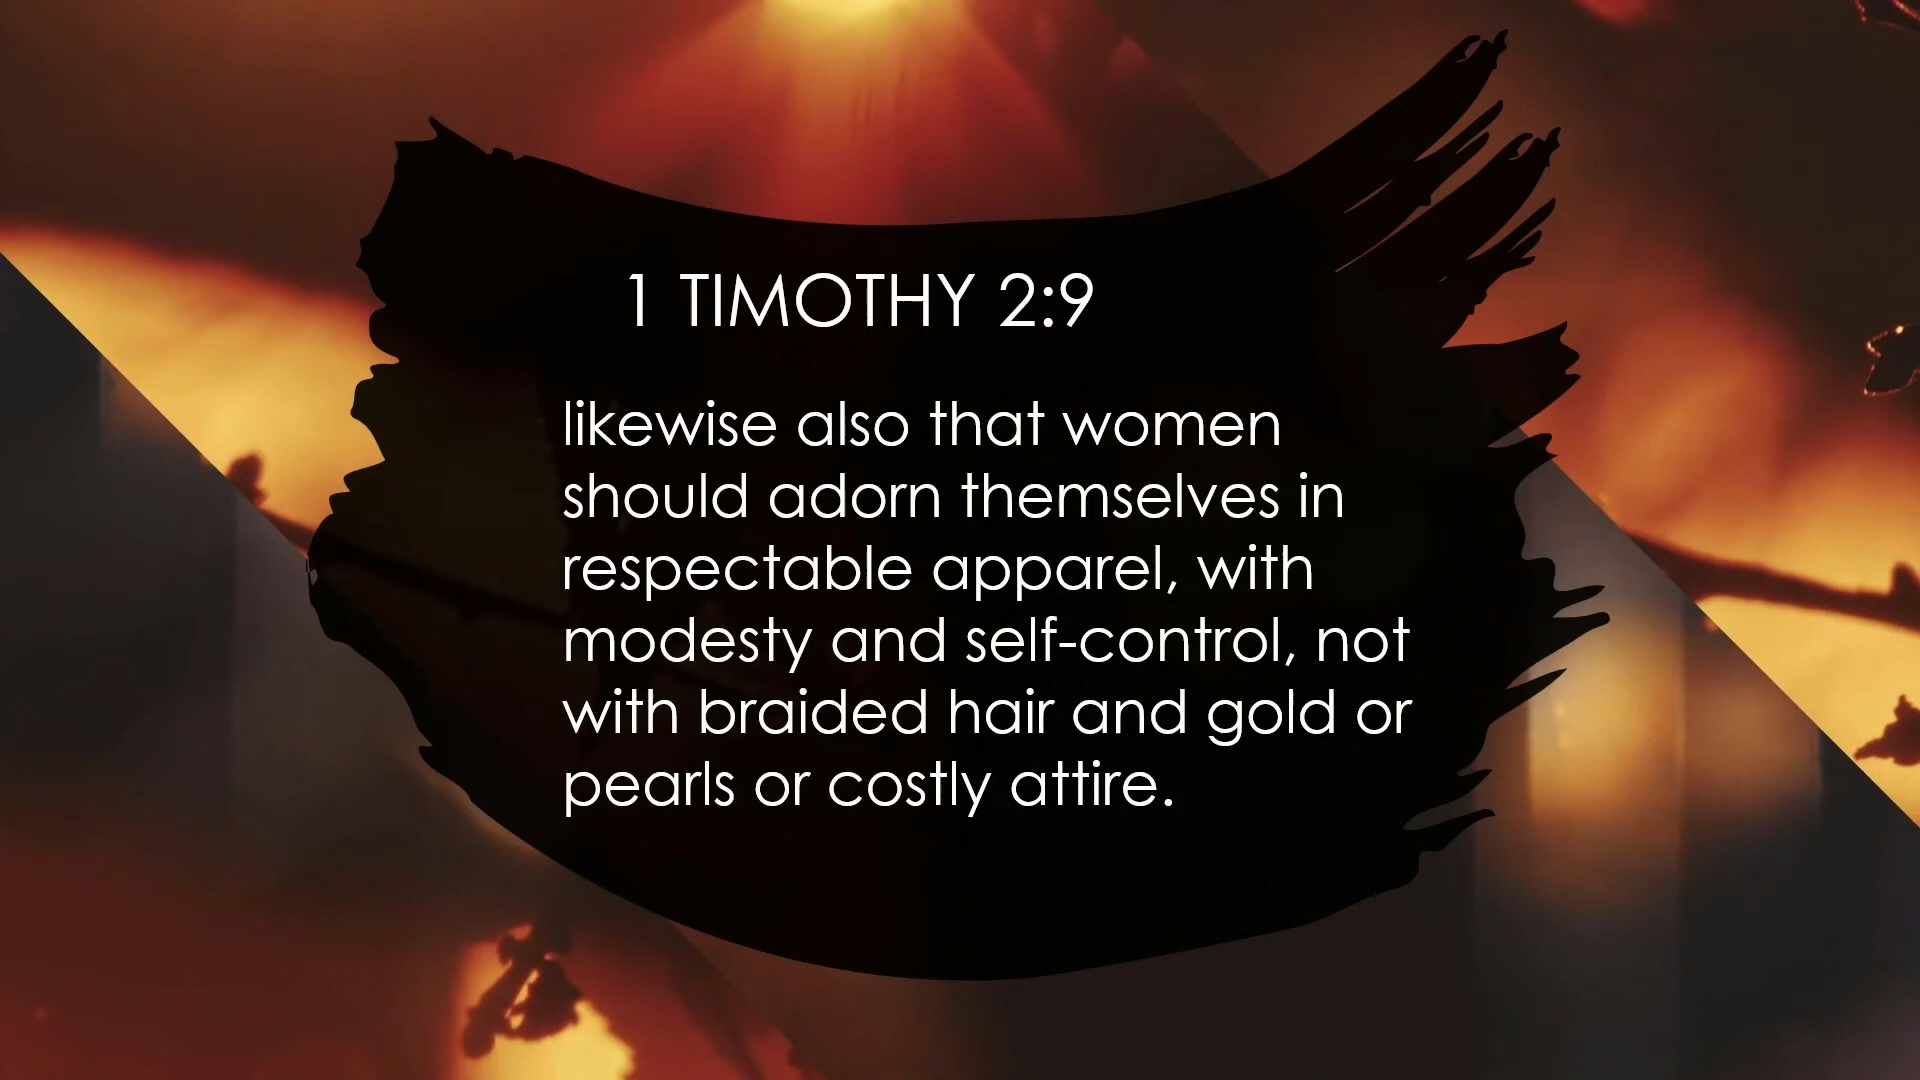 1 TIMOTHY 2:9
likewise also that women
should adorn themselves in
respectable apparel, with
modesty and self-control, not
with braided hair and gold or
pearls or costly attire.